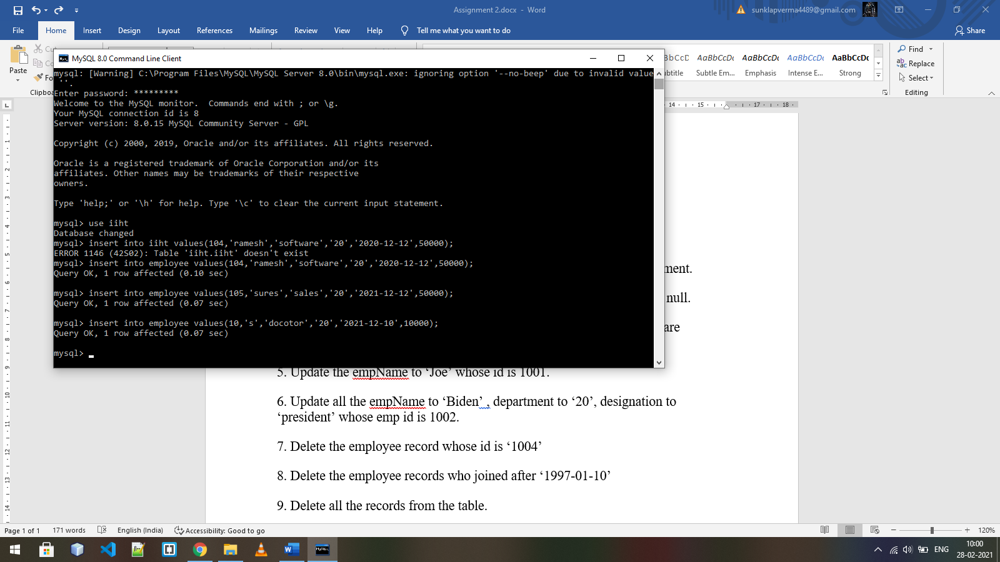 Assignment 2.docx - Word
sunklapverma4489@gmail.com
File Home Insert Design Layout References Mailings Review View Help Tell me what you want to do Share
Paste
Clipbo
MySQL 8.0 Command Line Client
mysql: [Warning] C:\Program Files\MySQL\MySQL Server 8.0\bin\mysql.exe: ignoring option '--no-beep' due to invalid value
''.
Enter password: *********
Welcome to the MySQL monitor.  Commands end with ; or \g.
Your MySQL connection id is 8
Server version: 8.0.15 MySQL Community Server - GPL
Copyright (c) 2000, 2019, Oracle and/or its affiliates. All rights reserved.
Oracle is a registered trademark of Oracle Corporation and/or its
affiliates. Other names may be trademarks of their respective
owners.
Type 'help;' or '\h' for help. Type '\c' to clear the current input statement.
mysql> use iiht
Database changed
mysql> insert into iiht values(104,'ramesh','software','20','2020-12-12',50000);
ERROR 1146 (42S02): Table 'iiht.iiht' doesn't exist
mysql> insert into employee values(104,'ramesh','software','20','2020-12-12',50000);
Query OK, 1 row affected (0.10 sec)
mysql> insert into employee values(105,'sures','sales','20','2021-12-12',50000);
Query OK, 1 row affected (0.07 sec)
mysql> insert into employee values(10,'s','docotor','20','2021-12-10',10000);
Query OK, 1 row affected (0.07 sec)
mysql>
AaBbCcDc AaBbCcDc AaBbCcDc AaBbCcDc
Subtle Em... Emphasis Intense E... Strong
Find
Replace
Select
Editing
14 15 17 18
ment.
null.
are
5. Update the empName to ‘Joe’ whose id is 1001.
6. Update all the empName to ‘Biden’ , department to ‘20’, designation to
‘president’ whose emp id is 1002.
7. Delete the employee record whose id is ‘1004’
8. Delete the employee records who joined after ‘1997-01-10’
9. Delete all the records from the table.
Page 1 of 1 171 words English (India) Accessibility: Good to go 120%
ENG
10:00
28-02-2021